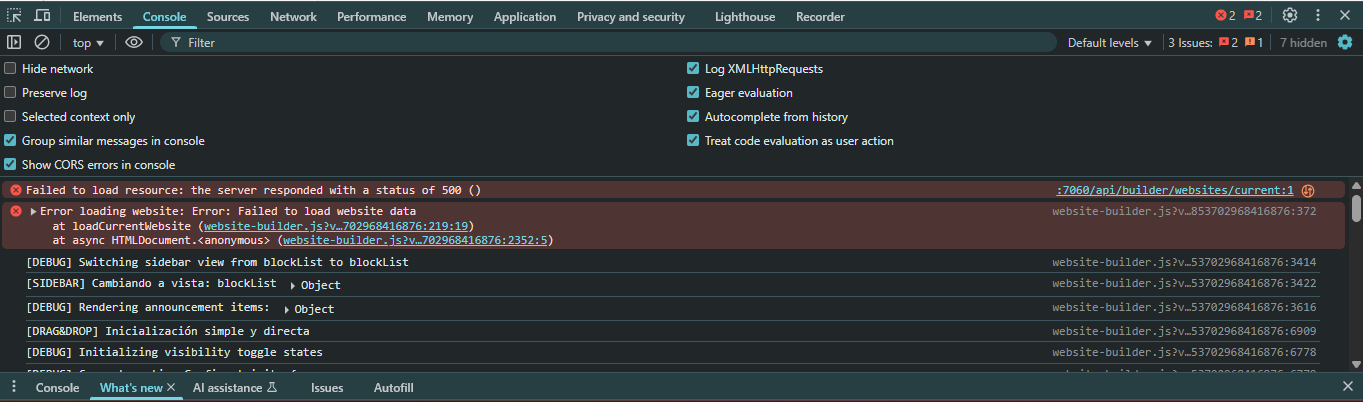 Elements Console Sources Network Performance Memory Application Privacy and security Lighthouse Recorder 2 2
top Filter Default levels 3 Issues: 2 1 7 hidden
Hide network Log XMLHttpRequests
Preserve log Eager evaluation
Selected context only Autocomplete from history
Group similar messages in console Treat code evaluation as user action
Show CORS errors in console
Failed to load resource: the server responded with a status of 500 () :7060/api/builder/websites/current:1
Error loading website: Error: Failed to load website data website-builder.js?v…853702968416876:372
at loadCurrentWebsite (website-builder.js?v…702968416876:219:19)
at async HTMLDocument.<anonymous> (website-builder.js?v…702968416876:2352:5)
[DEBUG] Switching sidebar view from blockList to blockList website-builder.js?v…53702968416876:3414
[SIDEBAR] Cambiando a vista: blockList Object website-builder.js?v…53702968416876:3422
[DEBUG] Rendering announcement items: Object website-builder.js?v…53702968416876:3616
[DRAG&DROP] Inicialización simple y directa website-builder.js?v…53702968416876:6909
[DEBUG] Initializing visibility toggle states website-builder.js?v…53702968416876:6778
Console What's new AI assistance Issues Autofill